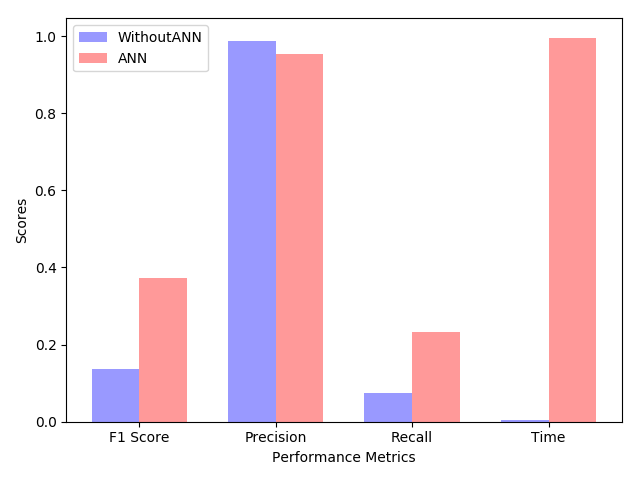 WithoutANN
ANN
1.0
0.8
0.6
0.4
0.2
0.0
Scores
F1 Score Precision Recall Time
Performance Metrics